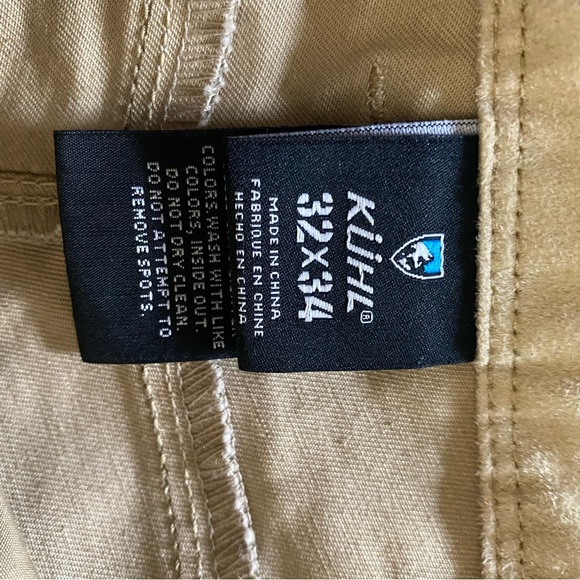 KÜHL®
32X34
MADE IN CHINA
FABRIQUE EN CHINE
HECHO EN CHINA
COLORS. WASH WITH LIKE
COLORS, INSIDE OUT
DO NOT DRY CLEAN
DO NOT ATTEMPT TO
REMOVE SPOTS.